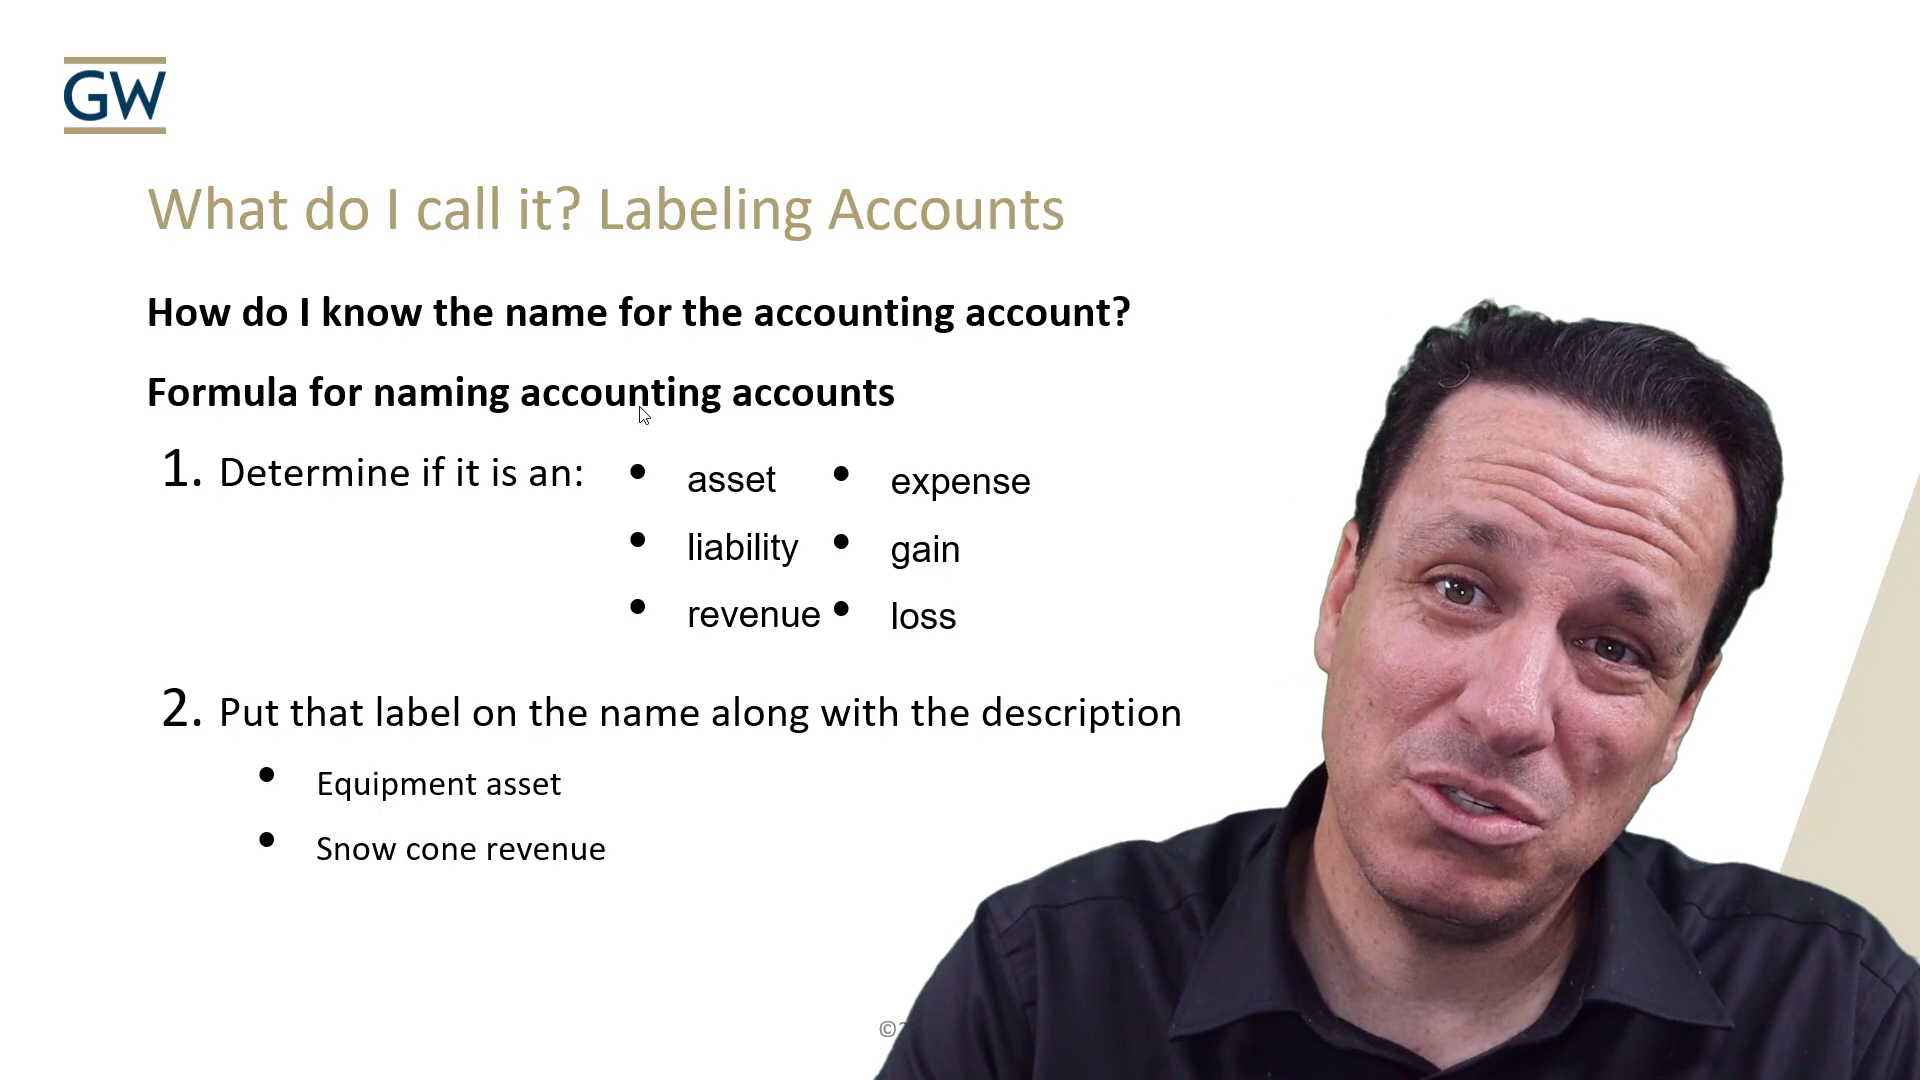 GW
What do I call it? Labeling Accounts
How do I know the name for the accounting account?
Formula for naming accounting accounts
1. Determine if it is an: • asset • expense
• liability • gain
• revenue • loss
2. Put that label on the name along with the description
• Equipment asset
• Snow cone revenue
©